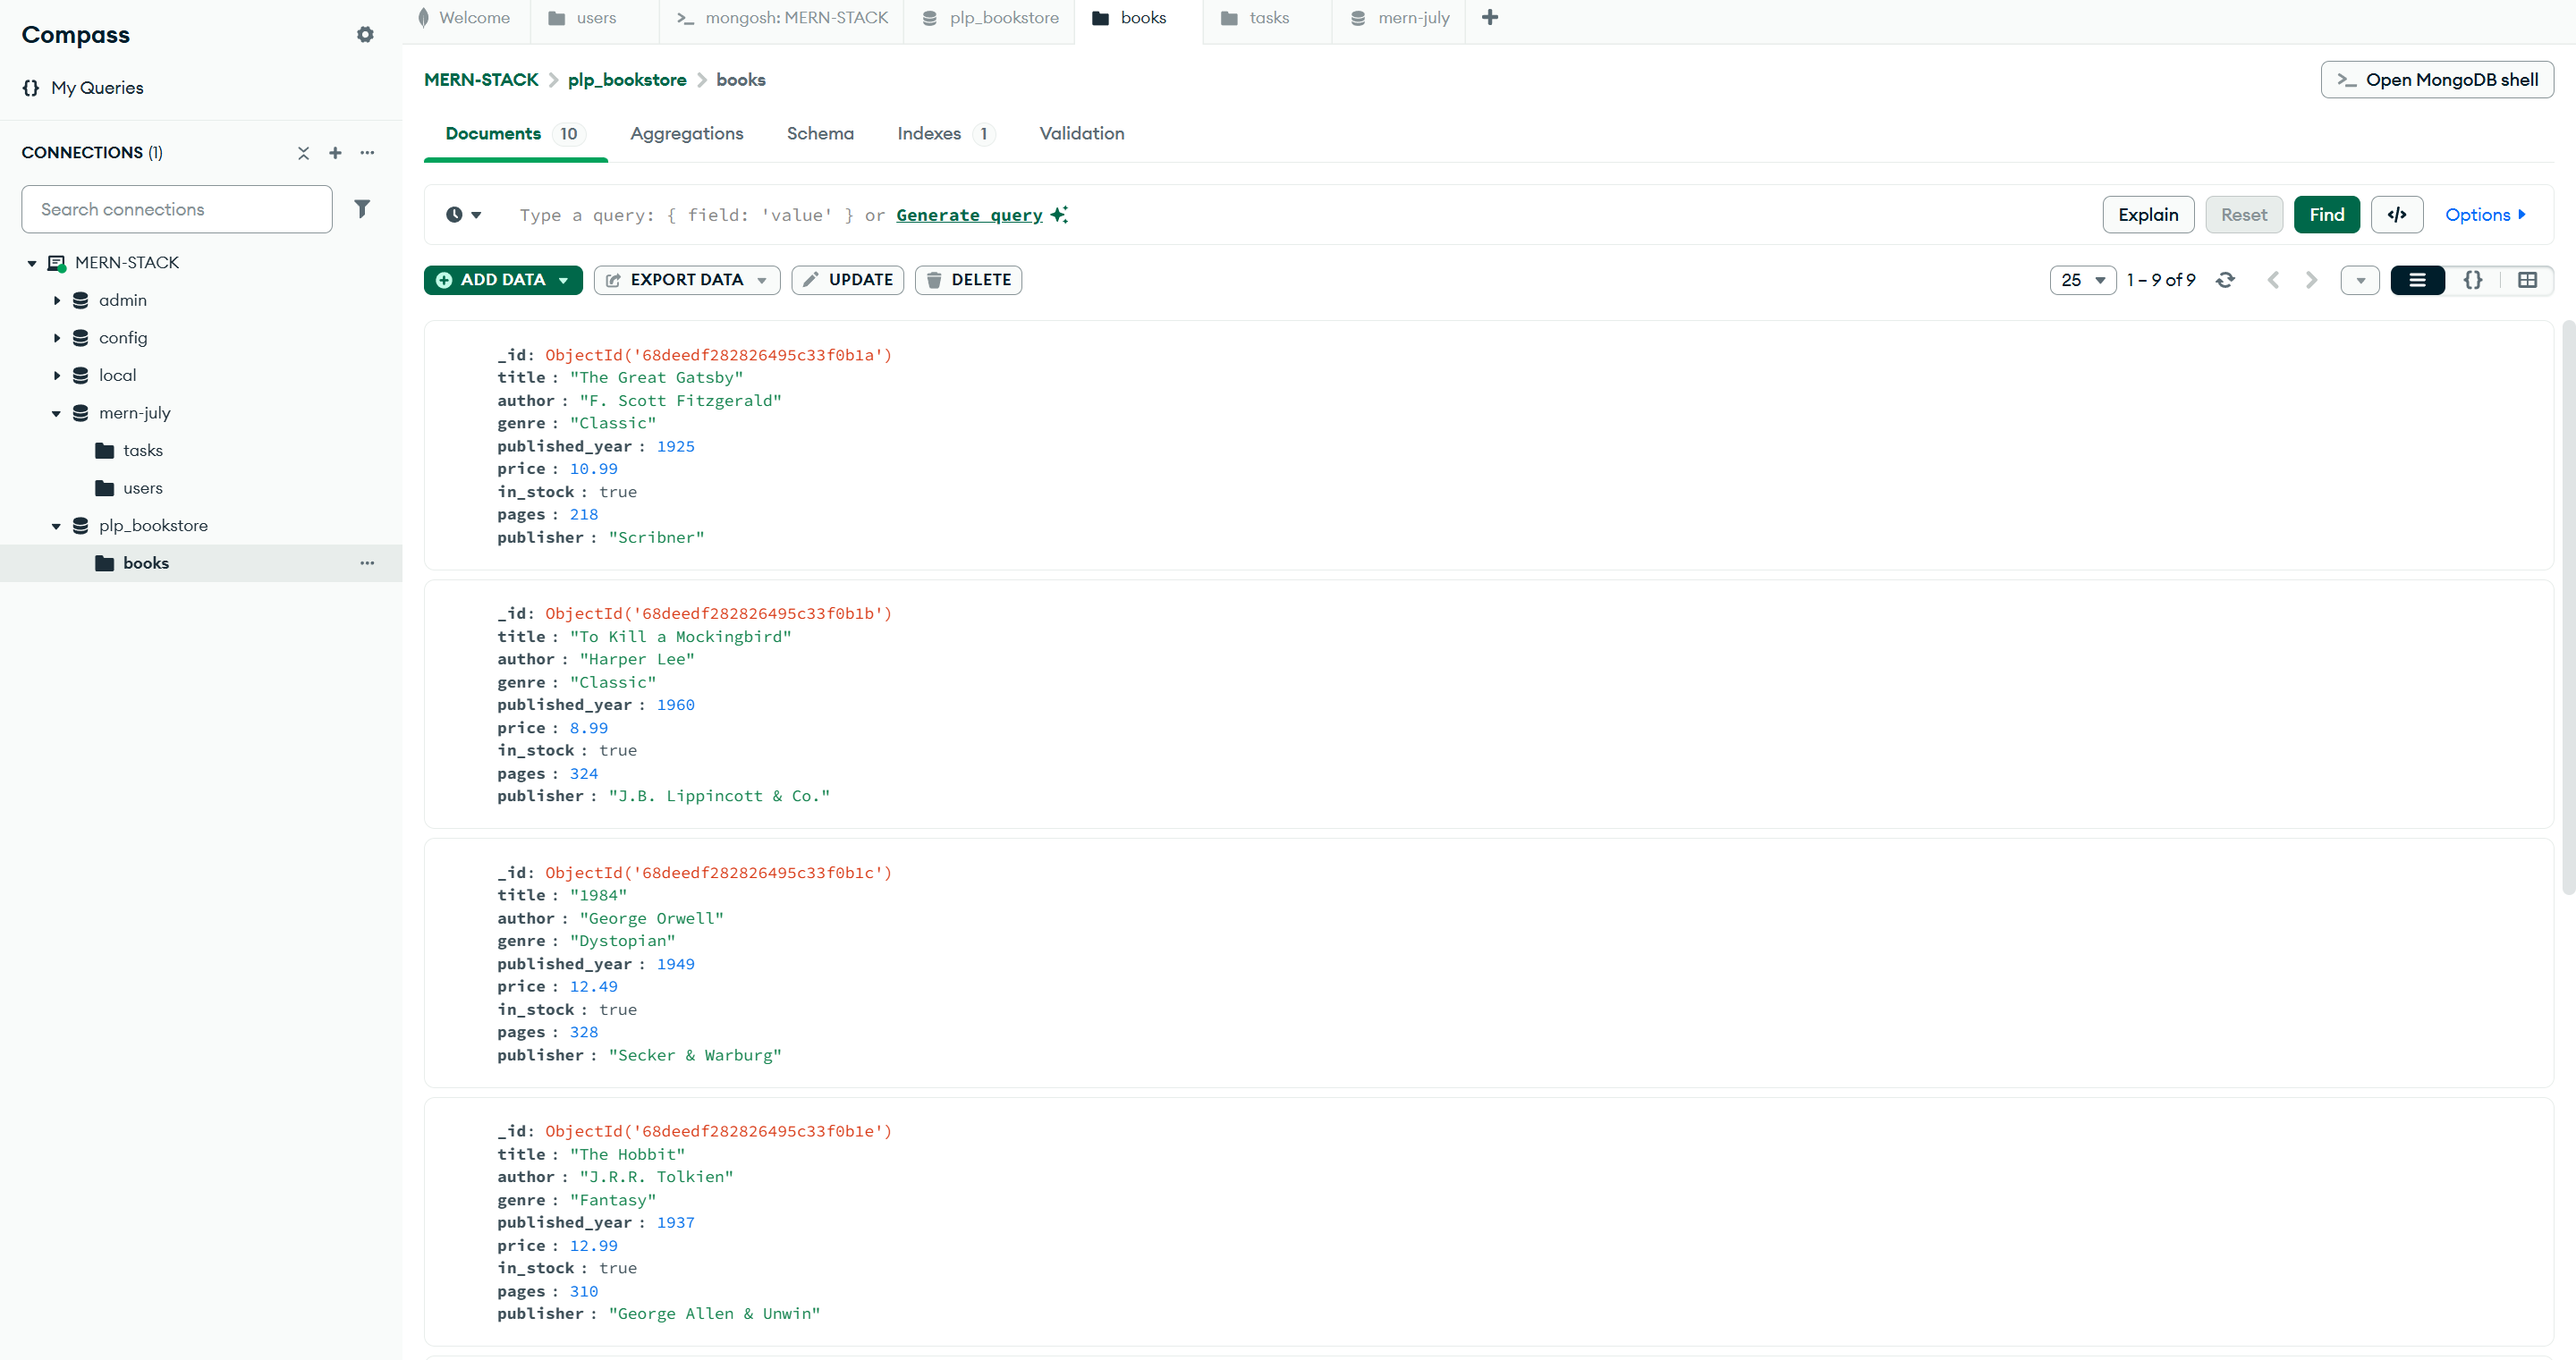 Compass
My Queries
CONNECTIONS (1)
Search connections
MERN-STACK
admin
config
local
mern-july
tasks
users
plp_bookstore
books
Welcome
users
mongosh: MERN-STACK
plp_bookstore
books
tasks
mern-july
MERN-STACK > plp_bookstore > books
Open MongoDB shell
Documents 10
Aggregations
Schema
Indexes 1
Validation
Type a query: { field: 'value' } or Generate query
Explain
Reset
Find
</>
Options
ADD DATA
EXPORT DATA
UPDATE
DELETE
25
1 – 9 of 9
_id: ObjectId('68deedf282826495c33f0b1a')
title : "The Great Gatsby"
author : "F. Scott Fitzgerald"
genre : "Classic"
published_year : 1925
price : 10.99
in_stock : true
pages : 218
publisher : "Scribner"
_id: ObjectId('68deedf282826495c33f0b1b')
title : "To Kill a Mockingbird"
author : "Harper Lee"
genre : "Classic"
published_year : 1960
price : 8.99
in_stock : true
pages : 324
publisher : "J.B. Lippincott & Co."
_id: ObjectId('68deedf282826495c33f0b1c')
title : "1984"
author : "George Orwell"
genre : "Dystopian"
published_year : 1949
price : 12.49
in_stock : true
pages : 328
publisher : "Secker & Warburg"
_id: ObjectId('68deedf282826495c33f0b1e')
title : "The Hobbit"
author : "J.R.R. Tolkien"
genre : "Fantasy"
published_year : 1937
price : 12.99
in_stock : true
pages : 310
publisher : "George Allen & Unwin"